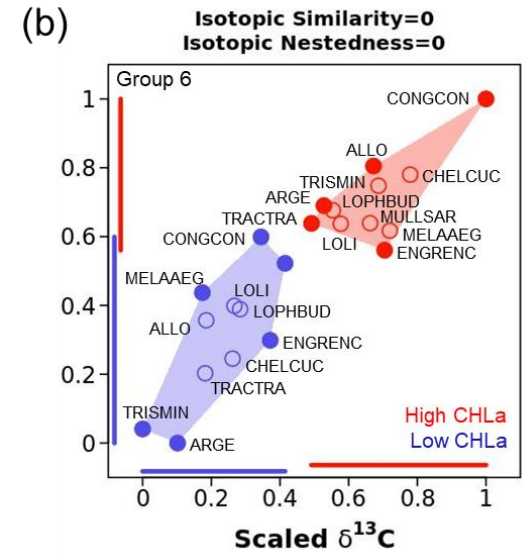 (b)
Isotopic Similarity=0
Isotopic Nestedness=0
Group 6
1
CONGCON
ALLO
0.8
TRISMIN
CHELCUC
ARGE
LOPHBUD
TRACTRA
MULLSAR
CONGCON
LOLI
MELAAEG
0.6
ENGRENC
MELAAEG
LOLI
0.4
ALLO
LOPHBUD
ENGRENC
CHELCUC
0.2
TRACTRA
TRISMIN
High CHLa
Low CHLa
0
ARGE
0 0.2 0.4 0.6 0.8 1
Scaled δ¹³C